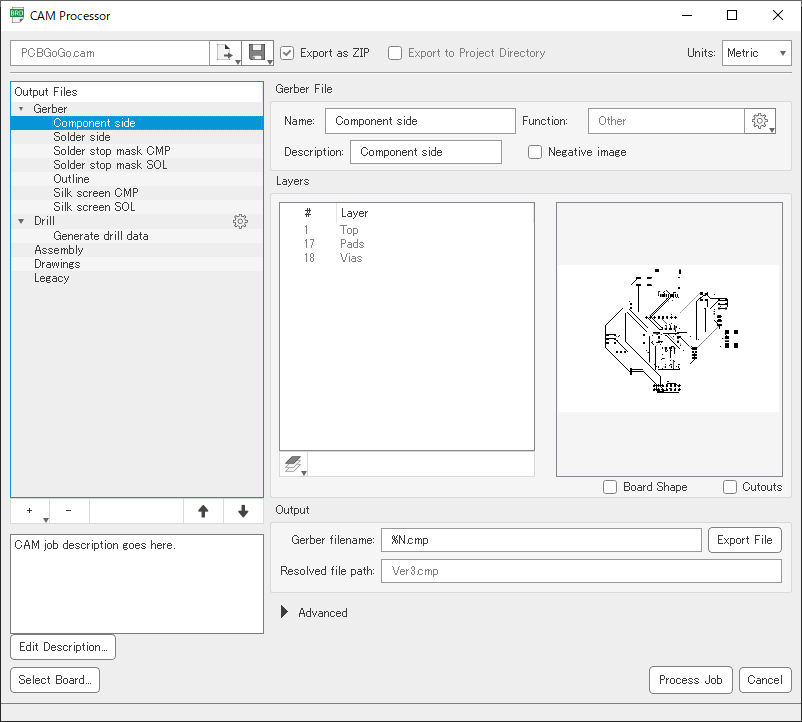 BRD CAM Processor
PCBGoGo.cam Export as ZIP Export to Project Directory Units: Metric
Output Files
Gerber
Component side
Solder side
Solder stop mask CMP
Solder stop mask SOL
Outline
Silk screen CMP
Silk screen SOL
Drill
Generate drill data
Assembly
Drawings
Legacy
+ -
CAM job description goes here.
Edit Description...
Select Board...
Gerber File
Name: Component side Function: Other
Description: Component side Negative image
Layers
# Layer
1 Top
17 Pads
18 Vias
Board Shape Cutouts
Output
Gerber filename: %N.cmp Export File
Resolved file path: Ver3.cmp
Advanced
Process Job Cancel